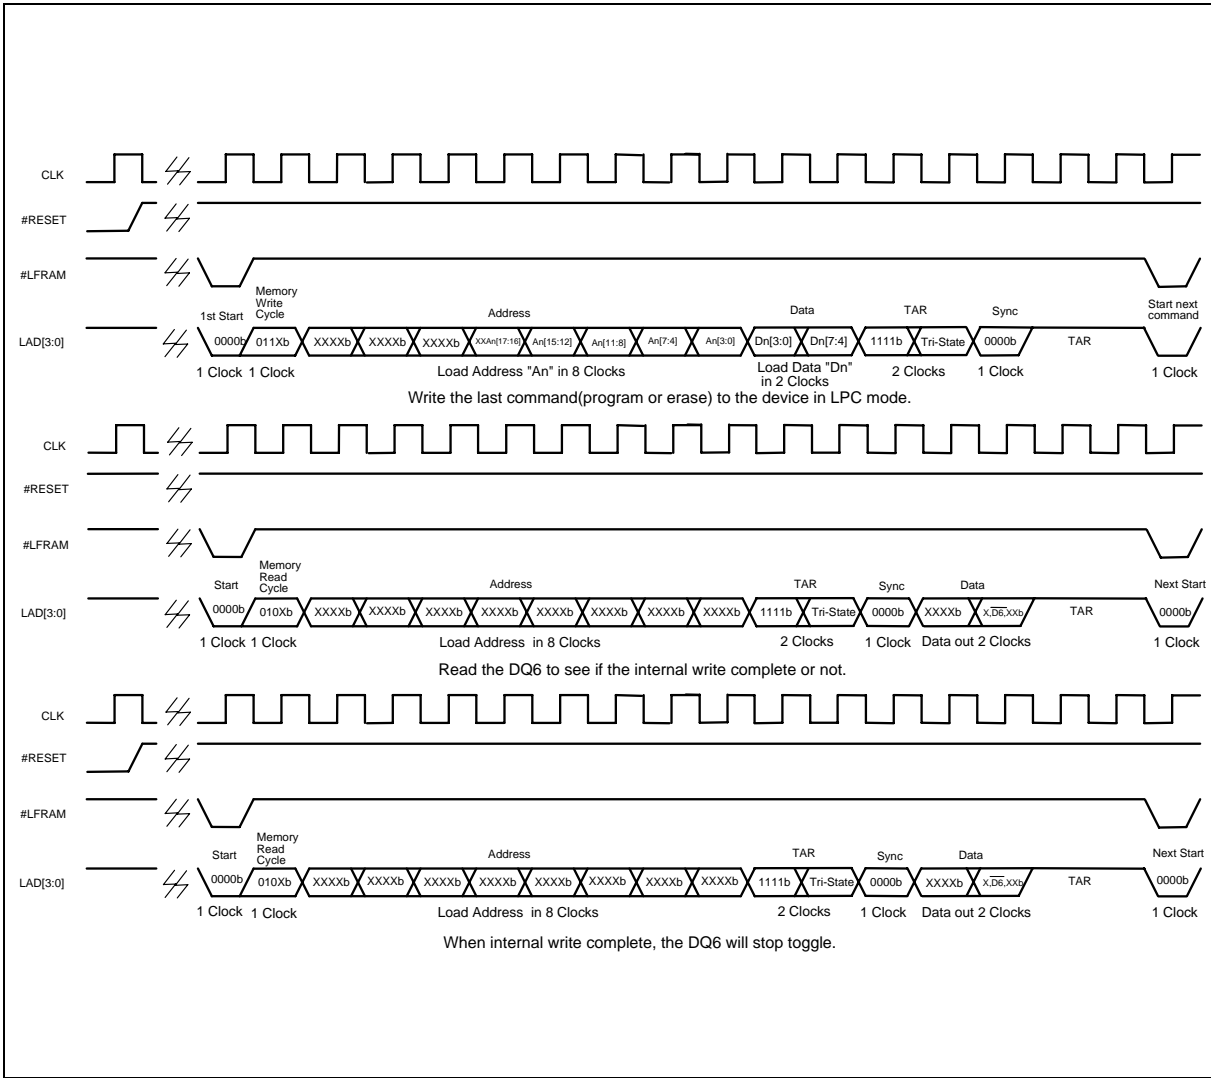 CLK
#RESET
#LFRAM
Memory
Write
Cycle
1st Start Address Data TAR Sync Start next
command
LAD[3:0] 0000b 011Xb XXXXb XXXXb XXXXb XXAn[17:16] An[15:12] An[11:8] An[7:4] An[3:0] Dn[3:0] Dn[7:4] 1111b Tri-State 0000b TAR
1 Clock 1 Clock Load Address "An" in 8 Clocks Load Data "Dn"
in 2 Clocks 2 Clocks 1 Clock 1 Clock
Write the last command(program or erase) to the device in LPC mode.
CLK
#RESET
#LFRAM
Memory
Read
Cycle
Start Address TAR Sync Data Next Start
LAD[3:0] 0000b 010Xb XXXXb XXXXb XXXXb XXXXb XXXXb XXXXb XXXXb XXXXb 1111b Tri-State 0000b XXXXb X,D6,XXb TAR 0000b
1 Clock 1 Clock Load Address in 8 Clocks 2 Clocks 1 Clock Data out 2 Clocks 1 Clock
Read the DQ6 to see if the internal write complete or not.
CLK
#RESET
#LFRAM
Memory
Read
Cycle
Start Address TAR Sync Data Next Start
LAD[3:0] 0000b 010Xb XXXXb XXXXb XXXXb XXXXb XXXXb XXXXb XXXXb XXXXb 1111b Tri-State 0000b XXXXb X,D6,XXb TAR 0000b
1 Clock 1 Clock Load Address in 8 Clocks 2 Clocks 1 Clock Data out 2 Clocks 1 Clock
When internal write complete, the DQ6 will stop toggle.